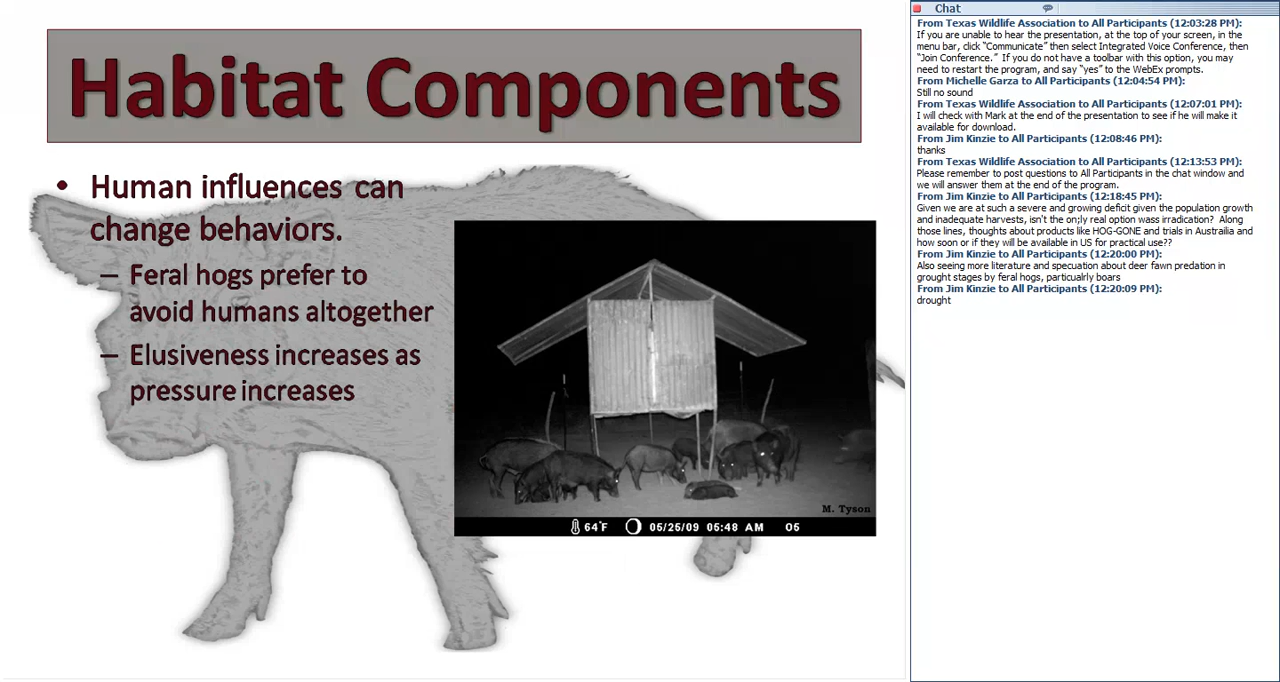 Habitat Components
• Human influences can
change behaviors.
– Feral hogs prefer to
avoid humans altogether
– Elusiveness increases as
pressure increases
M. Tyson
64°F 05/25/09 05:48 AM 05
Chat
From Texas Wildlife Association to All Participants (12:03:28 PM):
If you are unable to hear the presentation, at the top of your screen, in the
menu bar, click "Communicate" then select Integrated Voice Conference, then
"Join Conference." If you do not have a toolbar with this option, you may
need to restart the program, and say "yes" to the WebEx prompts.
From Michelle Garza to All Participants (12:04:54 PM):
Still no sound
From Texas Wildlife Association to All Participants (12:07:01 PM):
I will check with Mark at the end of the presentation to see if he will make it
available for download.
From Jim Kinzie to All Participants (12:08:46 PM):
thanks
From Texas Wildlife Association to All Participants (12:13:53 PM):
Please remember to post questions to All Participants in the chat window and
we will answer them at the end of the program.
From Jim Kinzie to All Participants (12:18:45 PM):
Given we are at such a severe and growing deficit given the population growth
and inadequate harvests, isn't the on;ly real option wass irradication? Along
those lines, thoughts about products like HOG-GONE and trials in Austrailia and
how soon or if they will be available in US for practical use??
From Jim Kinzie to All Participants (12:20:00 PM):
Also seeing more literature and specuation about deer fawn predation in
grought stages by feral hogs, particualrly boars
From Jim Kinzie to All Participants (12:20:09 PM):
drought